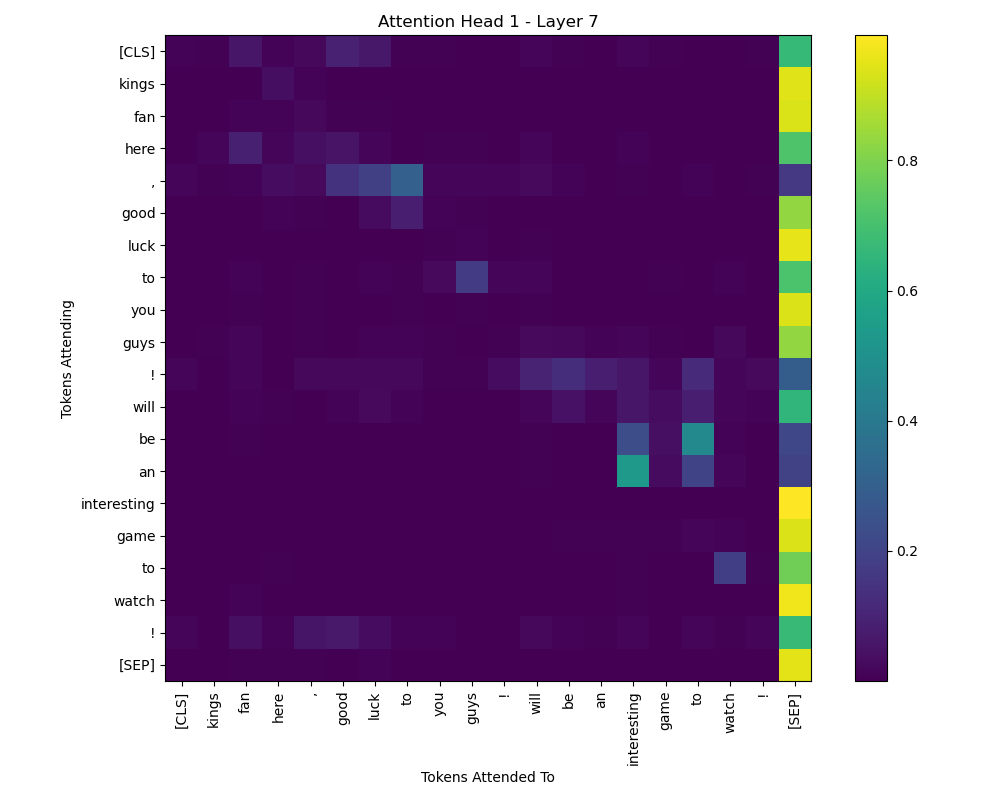 Attention Head 1 - Layer 7
[CLS]
kings
fan
here
,
good
luck
to
you
guys
!
will
be
an
interesting
game
to
watch
!
[SEP]
Tokens Attending
[CLS]
kings
fan
here
,
good
luck
to
you
guys
!
will
be
an
interesting
game
to
watch
!
[SEP]
Tokens Attended To
0.8
0.6
0.4
0.2